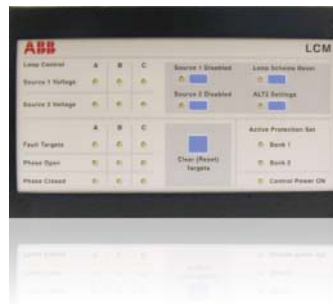 ABB
LCM
Loop Control A B C
Source 1 Voltage
Source 2 Voltage
Source 1 Disabled
Loop Scheme Reset
Source 2 Disabled
ALT2 Settings
A B C
Fault Targets
Phase Open
Phase Closed
Clear (Reset)
Targets
Active Protection Set
Bank 1
Bank 2
Control Power ON